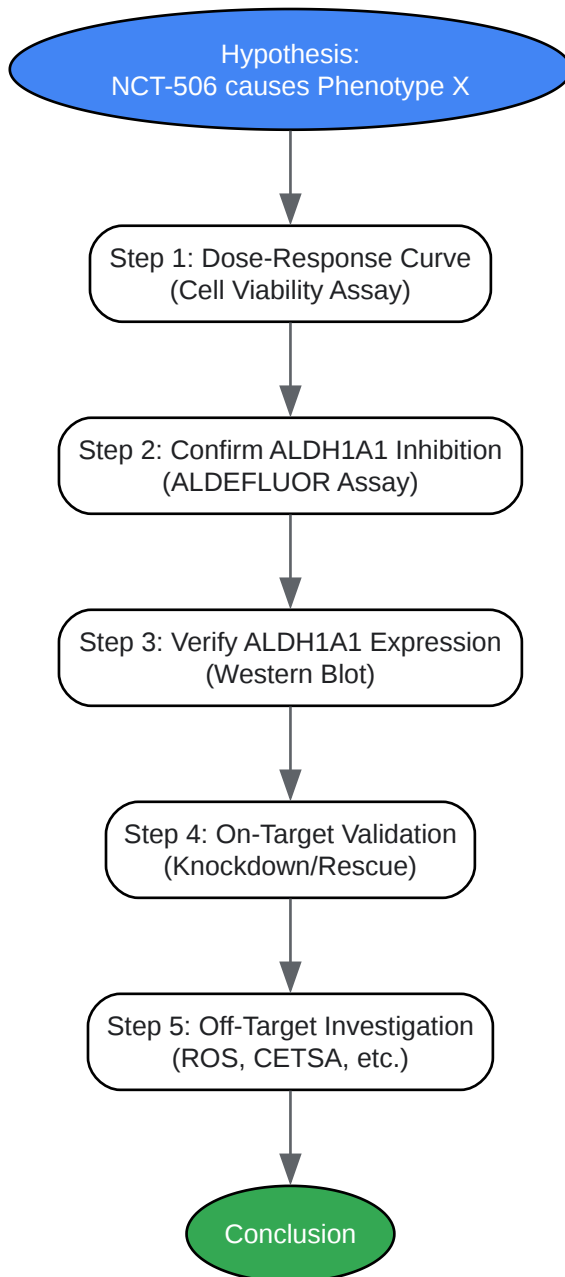 Hypothesis:
NCT-506 causes Phenotype X
Step 1: Dose-Response Curve
(Cell Viability Assay)
Step 2: Confirm ALDH1A1 Inhibition
(ALDEFLUOR Assay)
Step 3: Verify ALDH1A1 Expression
(Western Blot)
Step 4: On-Target Validation
(Knockdown/Rescue)
Step 5: Off-Target Investigation
(ROS, CETSA, etc.)
Conclusion